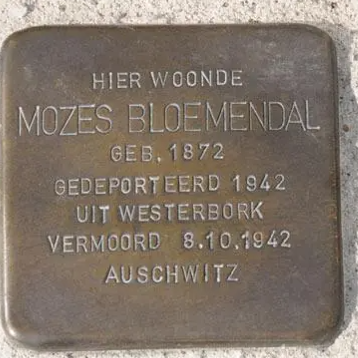 HIER WOONDE
MOZES BLOEMENDAL
GEB. 1872
GEDEPORTEERD 1942
UIT WESTERBORK
VERMOORD 8.10.1942
AUSCHWITZ